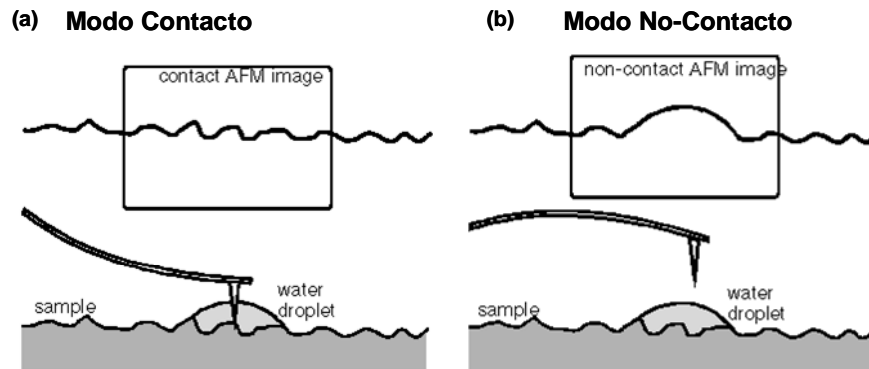 (a) Modo Contacto
contact AFM image
sample
water
droplet
(b) Modo No-Contacto
non-contact AFM image
sample
water
droplet